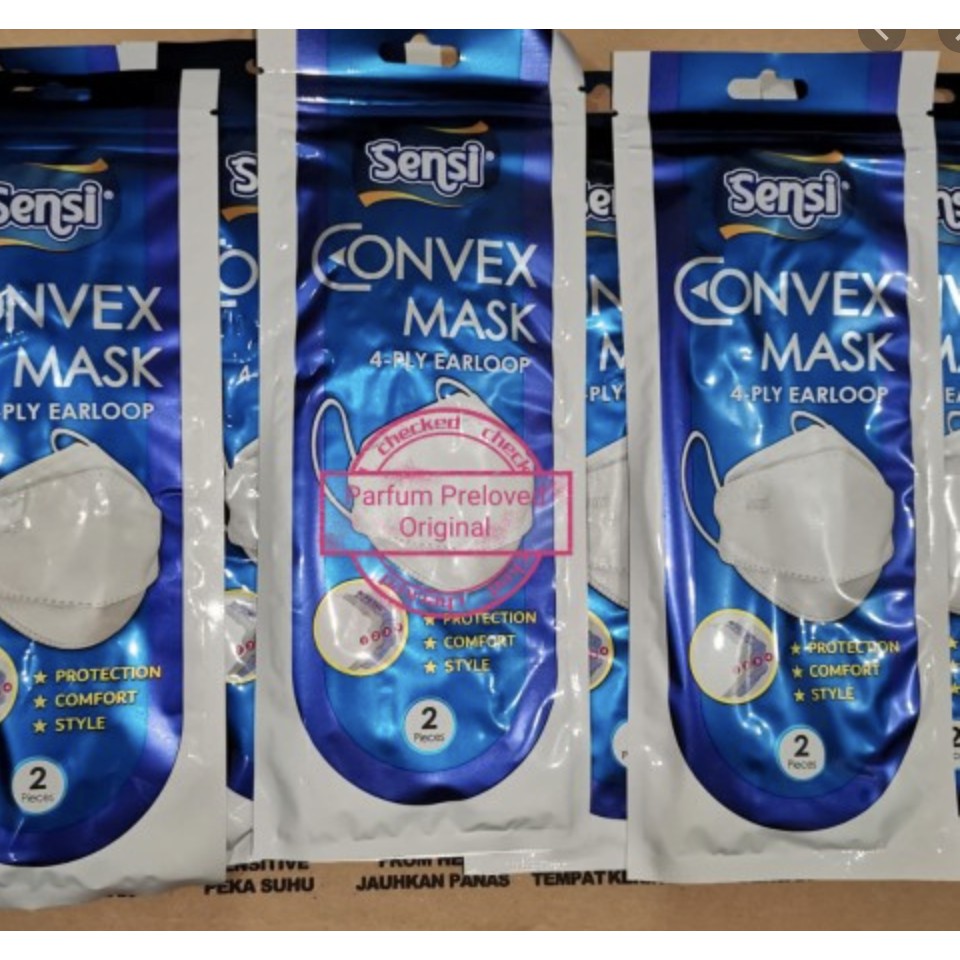 Sensi®
CONVEX
MASK
4-PLY EARLOOP
checked check
Parfum Preloved
Original
★ PROTECTION
★ COMFORT
★ STYLE
2
Pieces
Sensi®
CONVEX
MASK
4-PLY EARLOOP
★ PROTECTION
★ COMFORT
★ STYLE
2
Pieces
Sensi®
ONVEX
MASK
-PLY EARLOOP
★ PROTECTION
★ COMFORT
★ STYLE
2
Pieces
PEKA SUHU
JAUHKAN PANAS